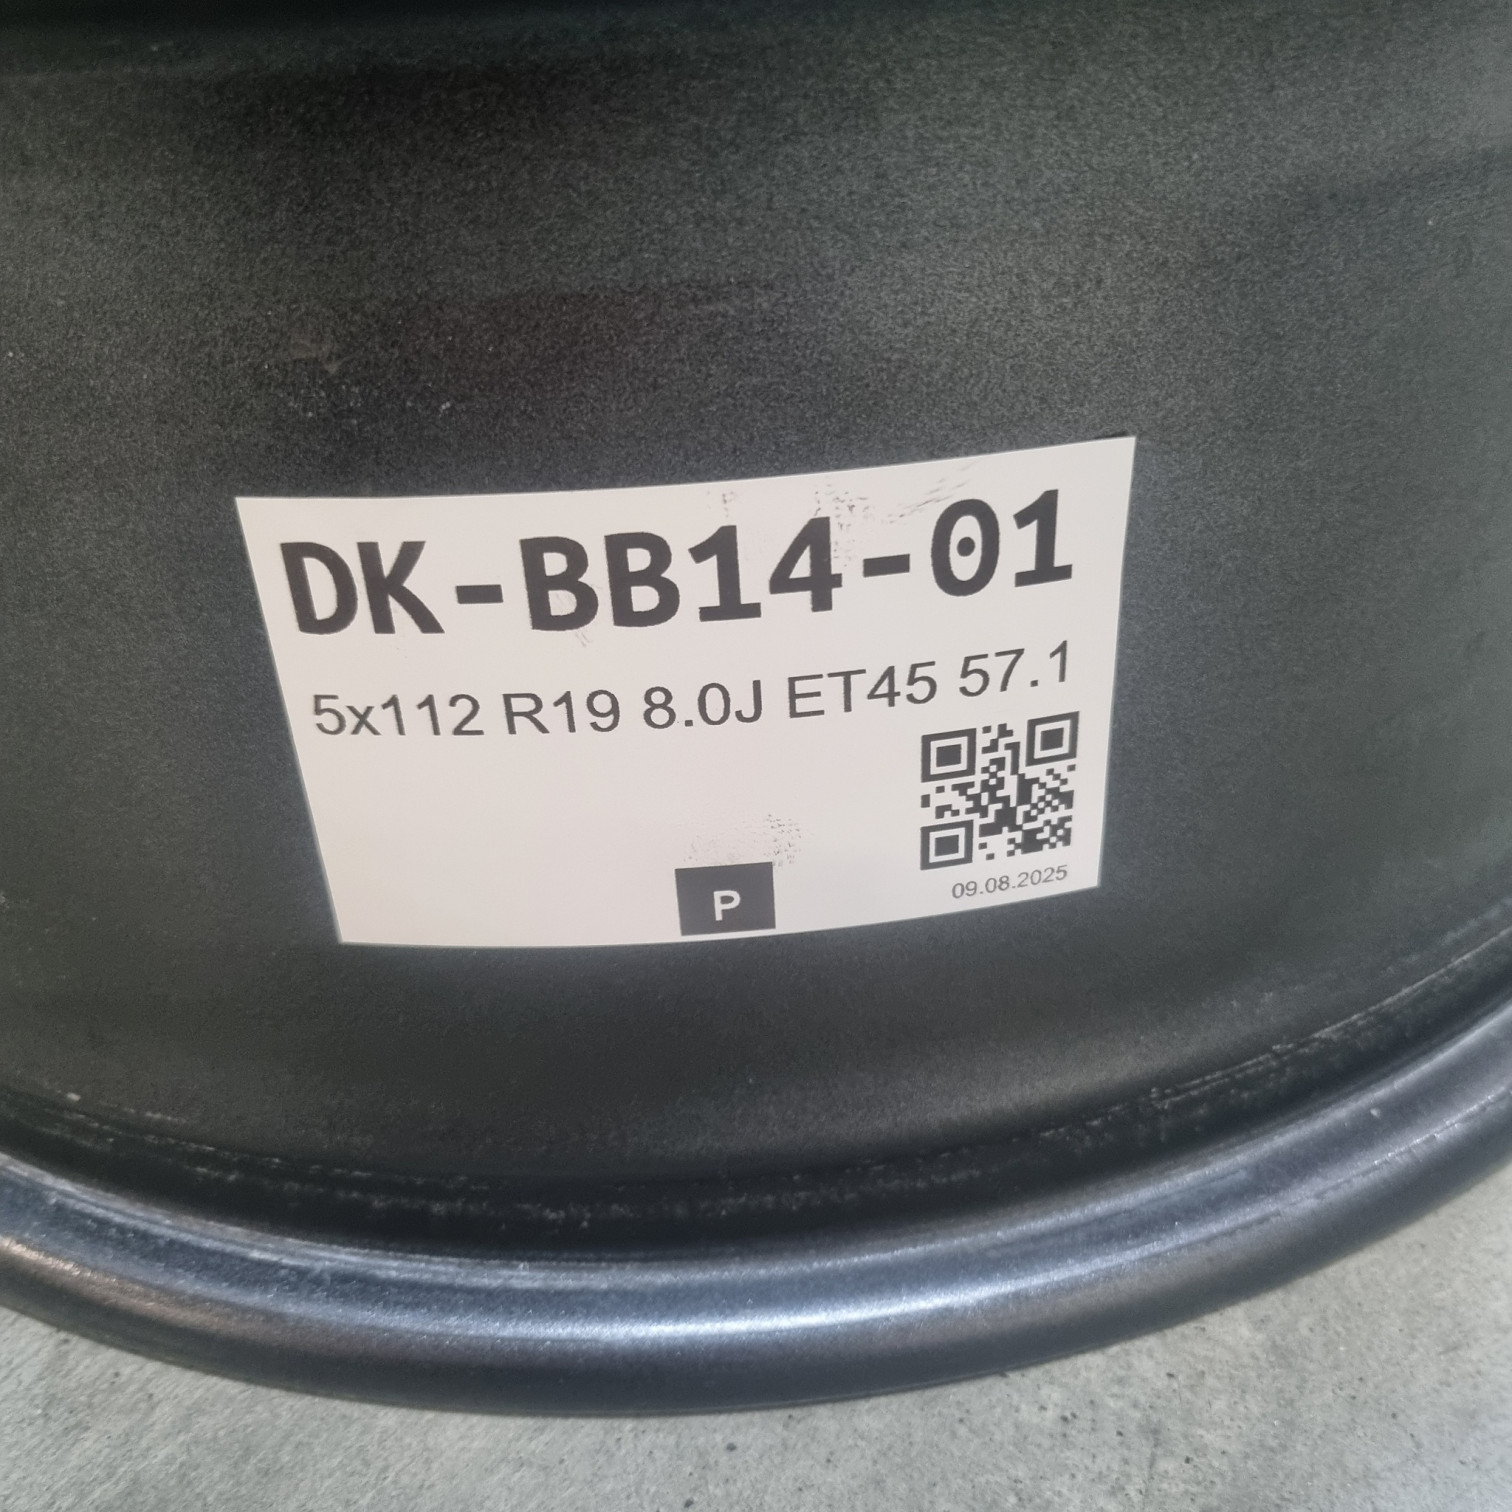 DK-BB14-01
5x112 R19 8.0J ET45 57.1
P
09.08.2025